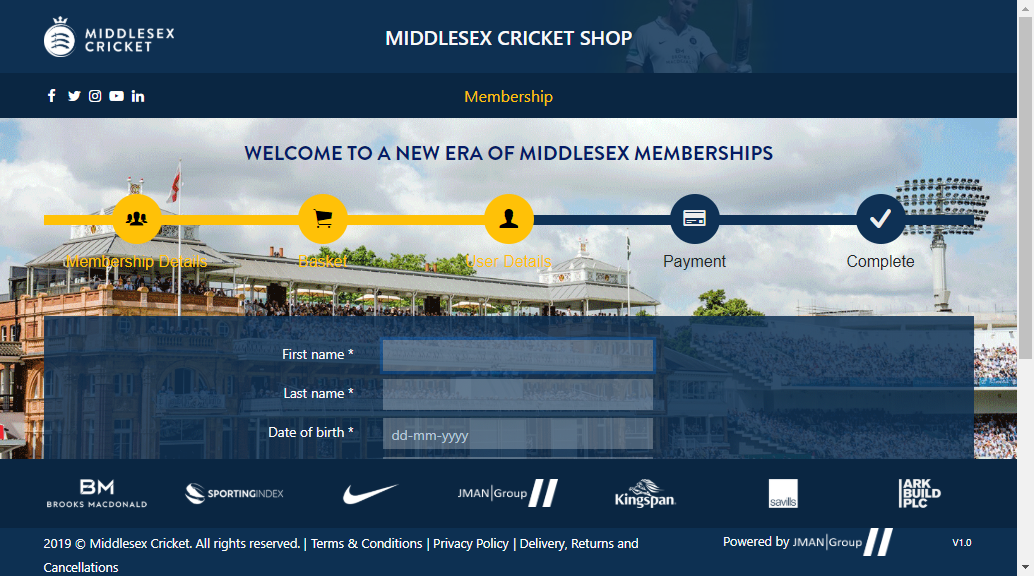 MIDDLESEX
CRICKET
MIDDLESEX CRICKET SHOP
Membership
WELCOME TO A NEW ERA OF MIDDLESEX MEMBERSHIPS
Membership Details
Basket
User Details
Payment
Complete
First name *
Last name *
Date of birth *
dd-mm-yyyy
BM
BROOKS MACDONALD
SPORTINGINDEX
JMAN|Group
Kingspan.
savills
ARK
BUILD
PLC
2019 © Middlesex Cricket. All rights reserved. | Terms & Conditions | Privacy Policy | Delivery, Returns and
Cancellations
Powered by JMAN|Group
V1.0